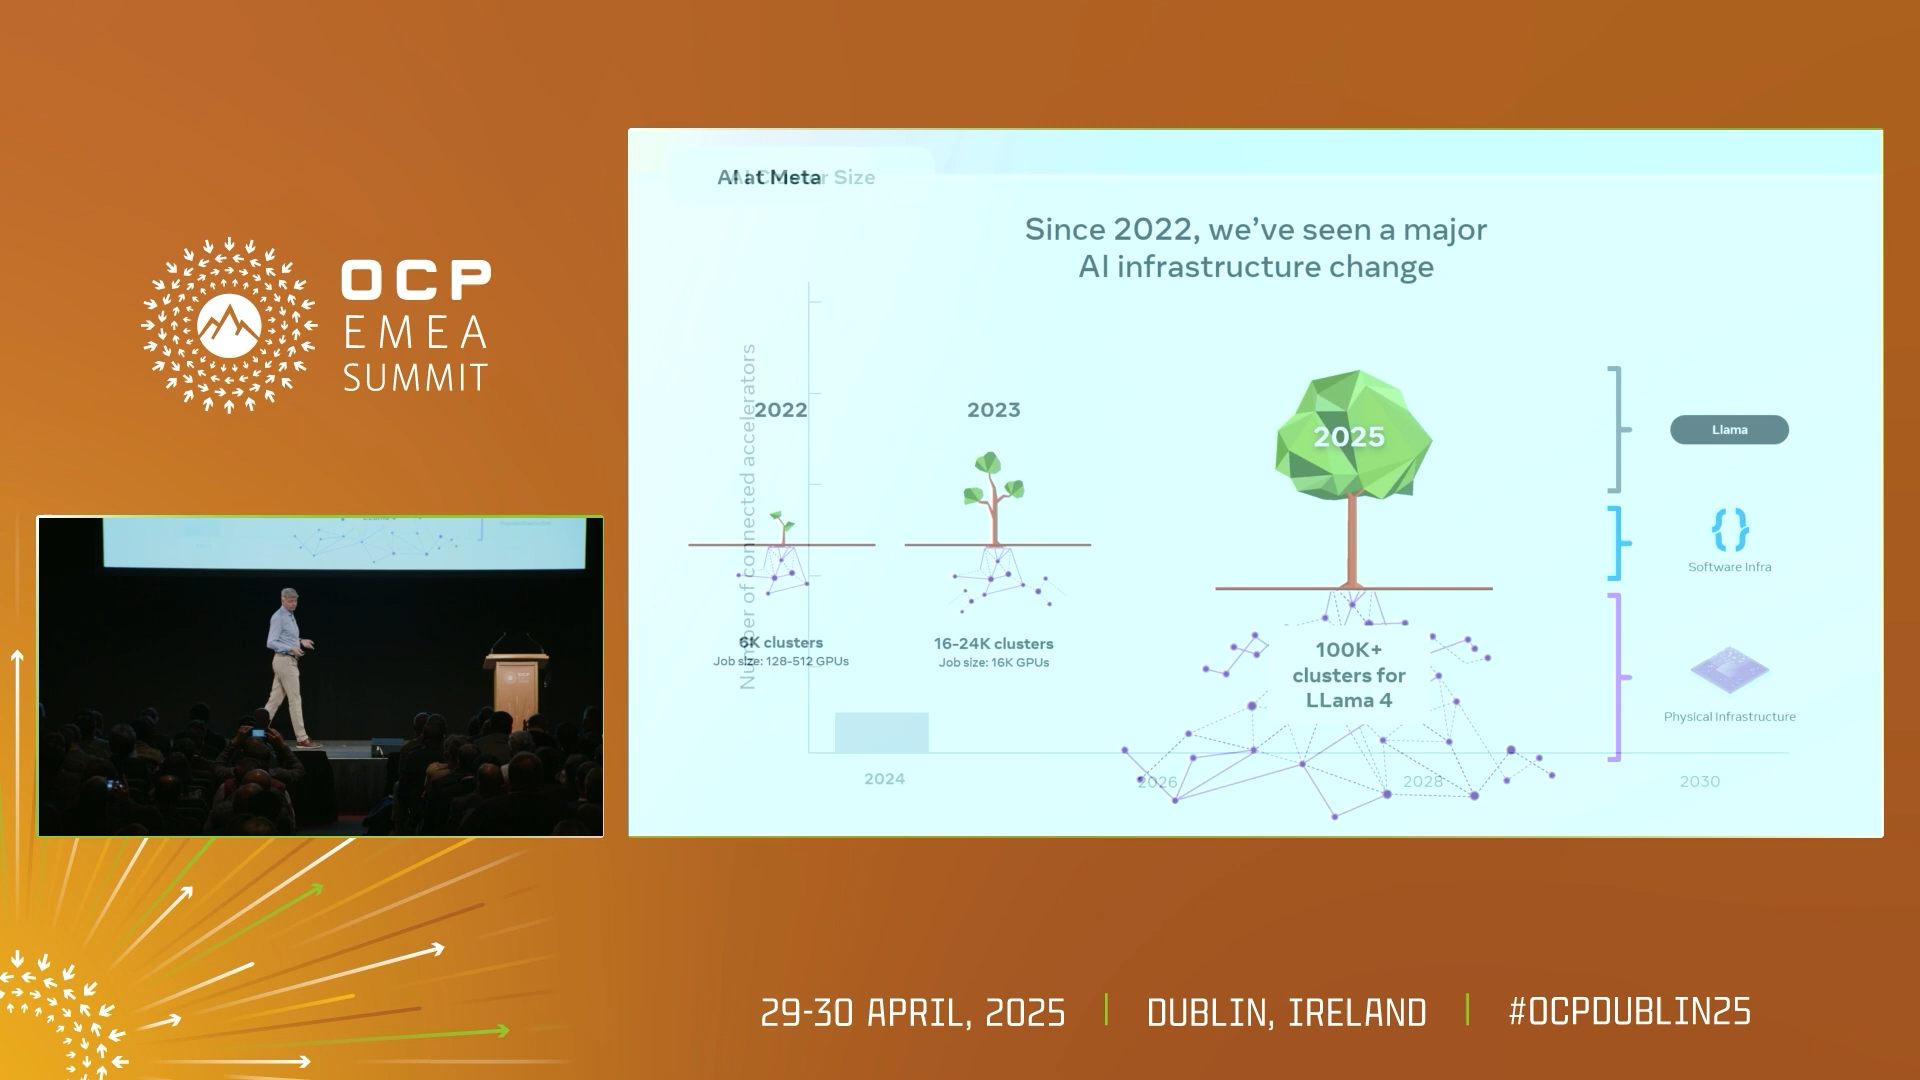 OCP
EMEA
SUMMIT
AI at Meta
Size
Since 2022, we've seen a major
AI infrastructure change
Number of connected accelerators
2022
2023
2025
6K clusters
Job size: 128-512 GPUs
16-24K clusters
Job size: 16K GPUs
100K+
clusters for
LLama 4
Llama
{}
Software Infra
Physical Infrastructure
2024
2026
2028
2030
29-30 APRIL, 2025
DUBLIN, IRELAND
#OCPDUBLIN25